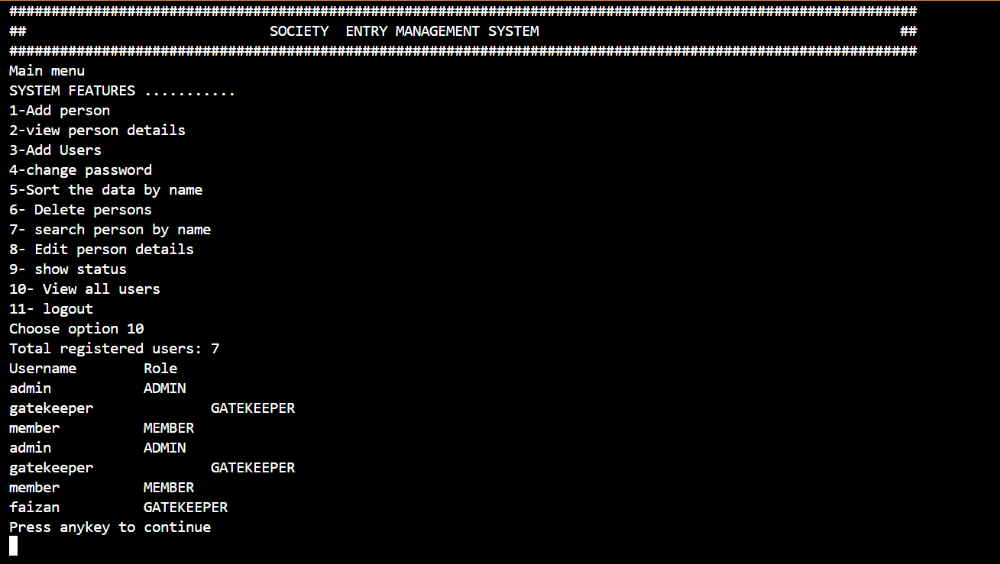 ############################################################################################################
##                             SOCIETY  ENTRY MANAGEMENT SYSTEM                                           ##
############################################################################################################
Main menu
SYSTEM FEATURES ...........
1-Add person
2-view person details
3-Add Users
4-change password
5-Sort the data by name
6- Delete persons
7- search person by name
8- Edit person details
9- show status
10- View all users
11- logout
Choose option 10
Total registered users: 7
Username        Role
admin           ADMIN
gatekeeper              GATEKEEPER
member          MEMBER
admin           ADMIN
gatekeeper              GATEKEEPER
member          MEMBER
faizan          GATEKEEPER
Press anykey to continue